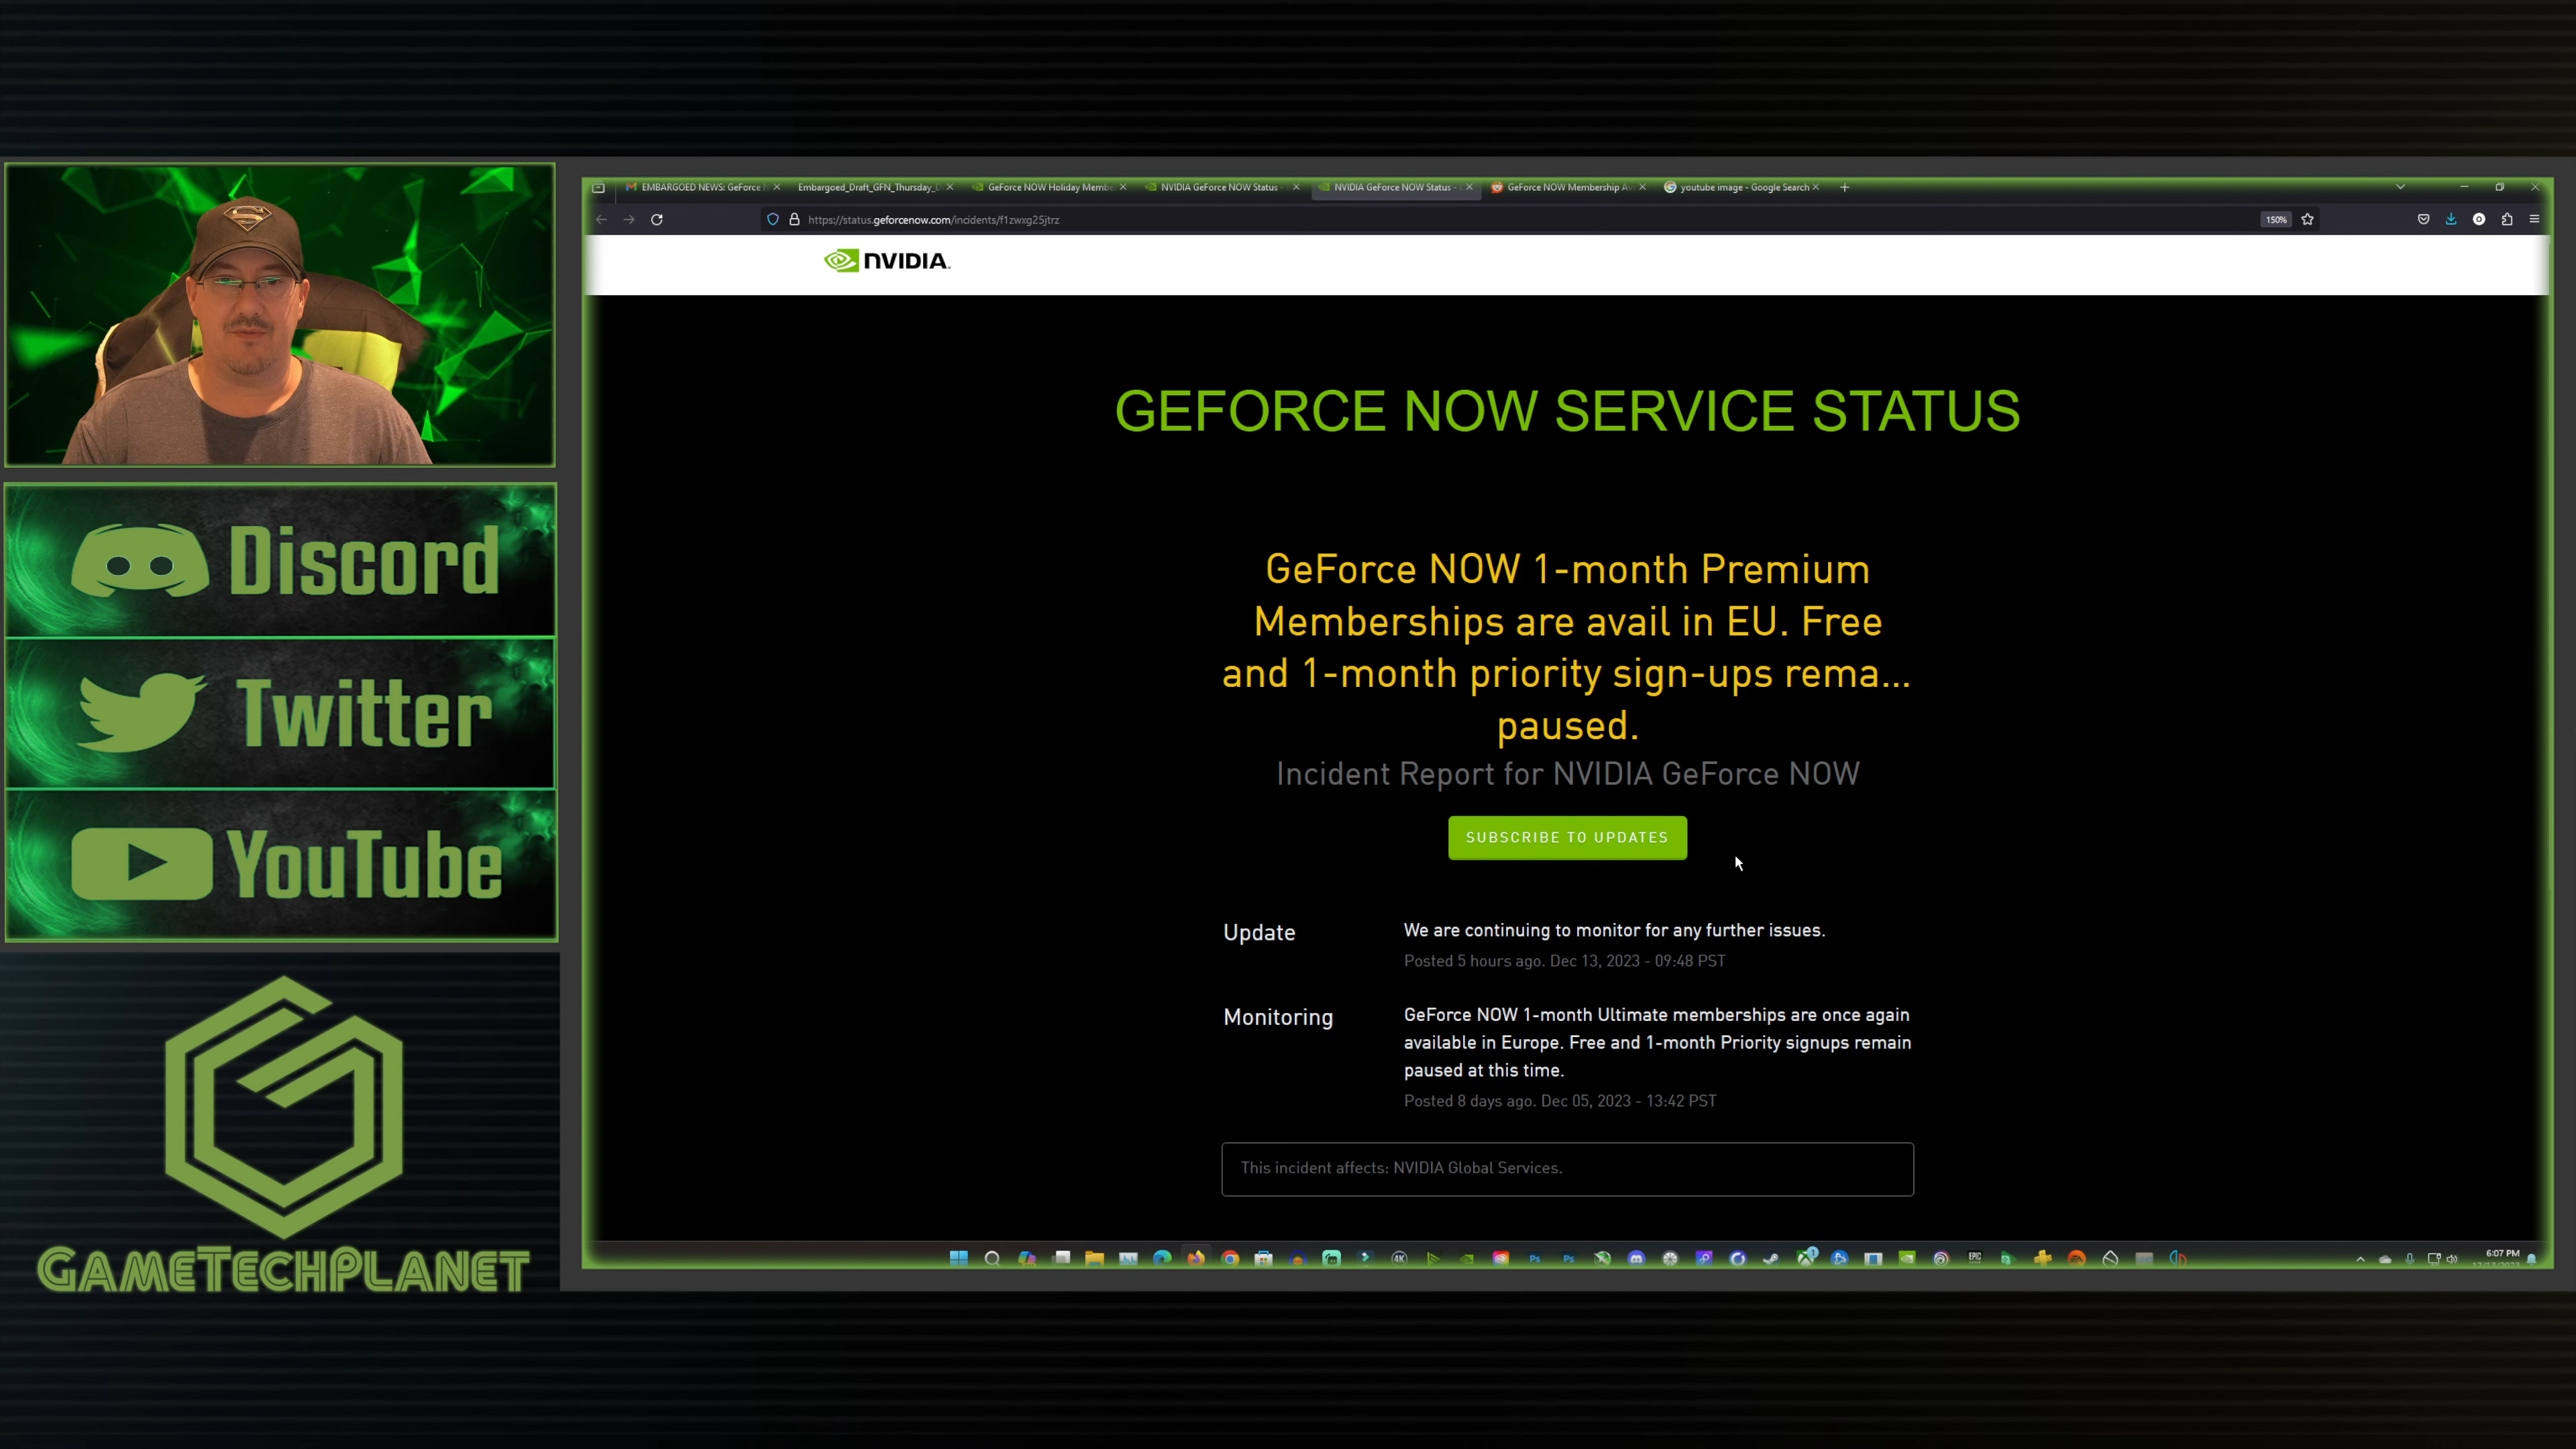 EMBARGOED NEWS: GeForce
Embargoed_Draft_GFN_Thursday_
GeForce NOW Holiday Membe
NVIDIA GeForce NOW Status -
NVIDIA GeForce NOW Status -
GeForce NOW Membership Av
youtube image - Google Search
https://status.geforcenow.com/incidents/f1zwxg25jtrz
150%
NVIDIA.
GEFORCE NOW SERVICE STATUS
GeForce NOW 1-month Premium
Memberships are avail in EU. Free
and 1-month priority sign-ups rema...
paused.
Incident Report for NVIDIA GeForce NOW
SUBSCRIBE TO UPDATES
Update
We are continuing to monitor for any further issues.
Posted 5 hours ago. Dec 13, 2023 - 09:48 PST
Monitoring
GeForce NOW 1-month Ultimate memberships are once again
available in Europe. Free and 1-month Priority signups remain
paused at this time.
Posted 8 days ago. Dec 05, 2023 - 13:42 PST
This incident affects: NVIDIA Global Services.
6:07 PM
Discord
Twitter
YouTube
GAMETECHPLANET